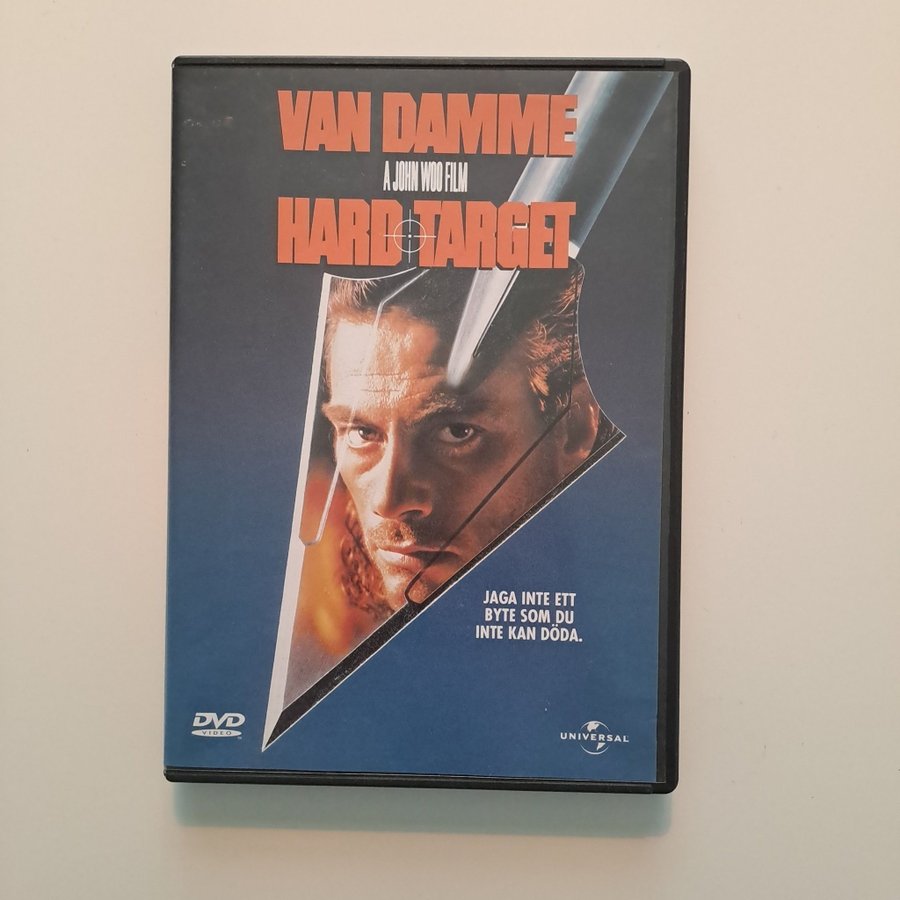 VAN DAMME
A JOHN WOO FILM
HARD TARGET
JAGA INTE ETT
BYTE SOM DU
INTE KAN DÖDA.
DVD
VIDEO
UNIVERSAL